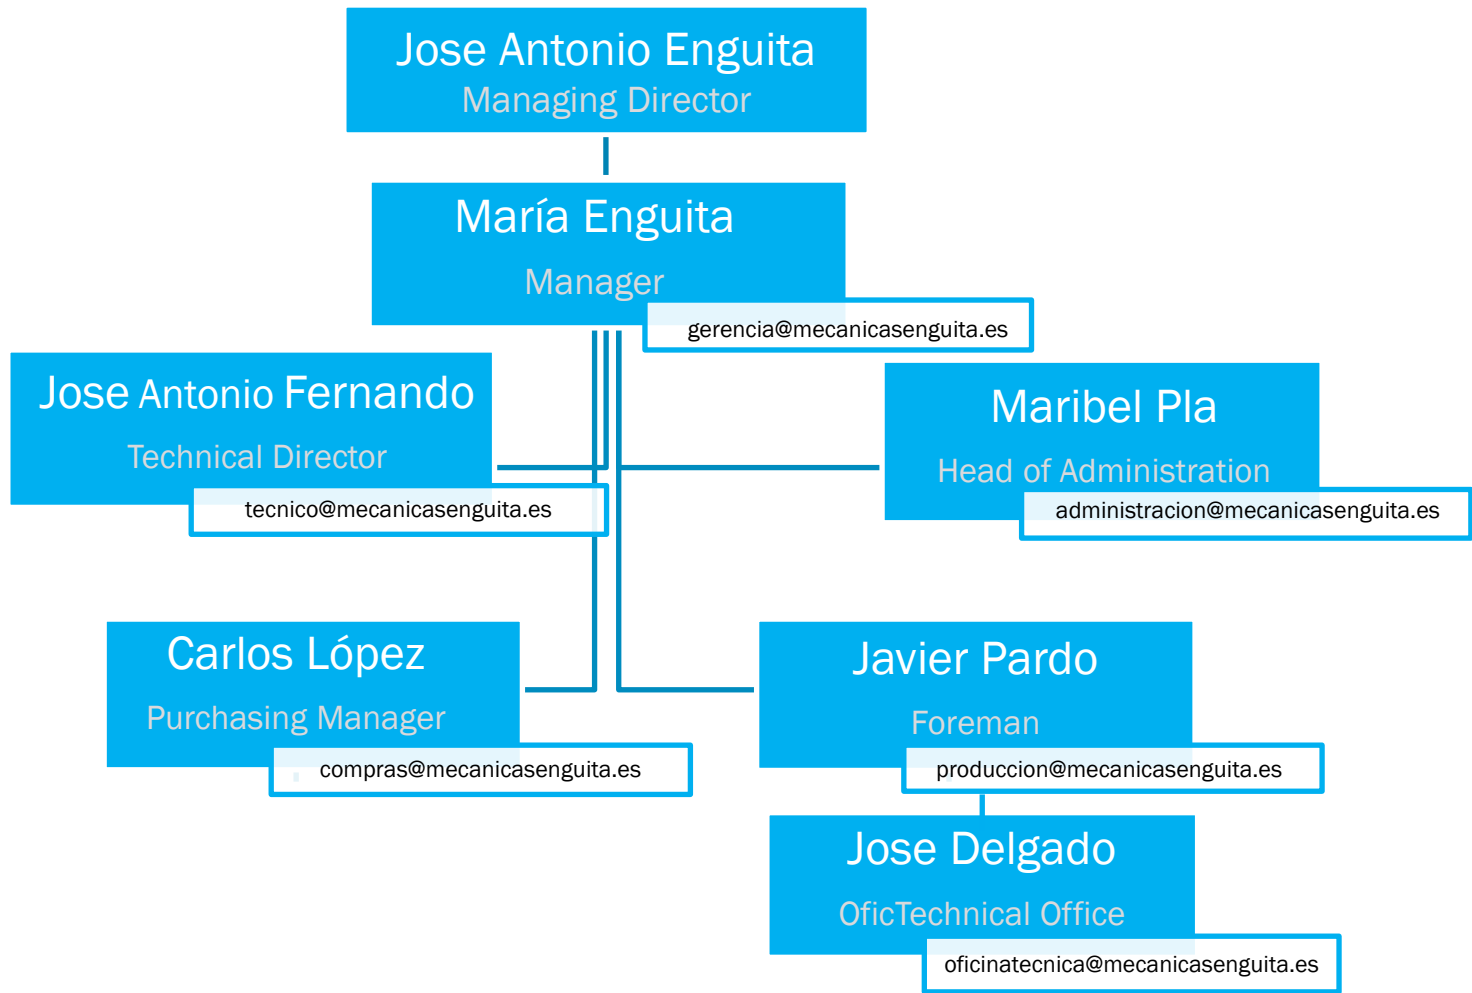 Jose Antonio Enguita
Managing Director
María Enguita
Manager
gerencia@mecanicasenguita.es
Jose Antonio Fernando
Technical Director
tecnico@mecanicasenguita.es
Maribel Pla
Head of Administration
administracion@mecanicasenguita.es
Carlos López
Purchasing Manager
compras@mecanicasenguita.es
Javier Pardo
Foreman
produccion@mecanicasenguita.es
Jose Delgado
OficTechnical Office
oficinatecnica@mecanicasenguita.es